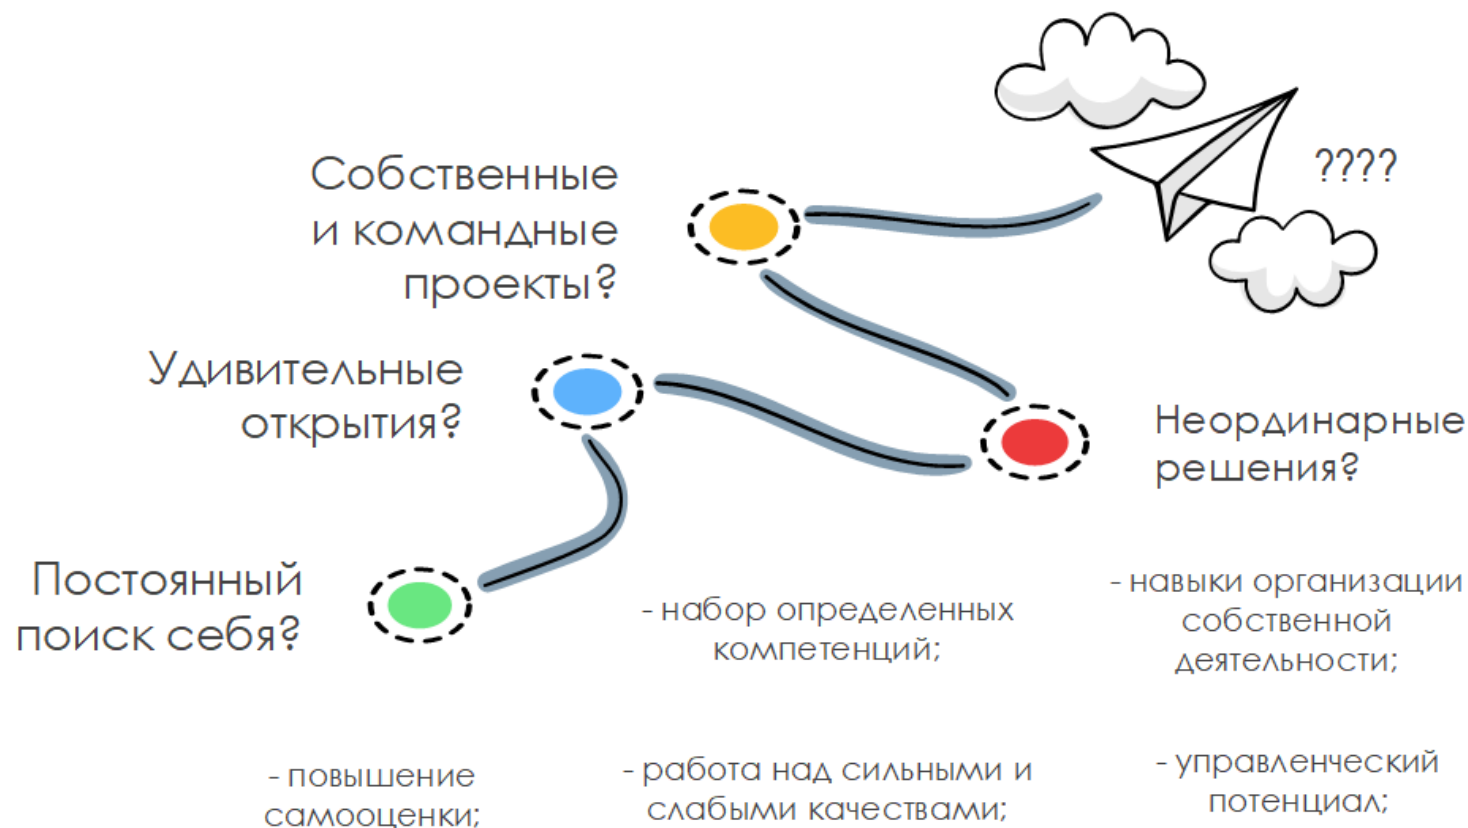 ????
Собственные
и командные
проекты?
Удивительные
открытия?
Неординарные
решения?
Постоянный
поиск себя?
- набор определенных
компетенций;
- навыки организации
собственной
деятельности;
- повышение
самооценки;
- работа над сильными и
слабыми качествами;
- управленческий
потенциал;